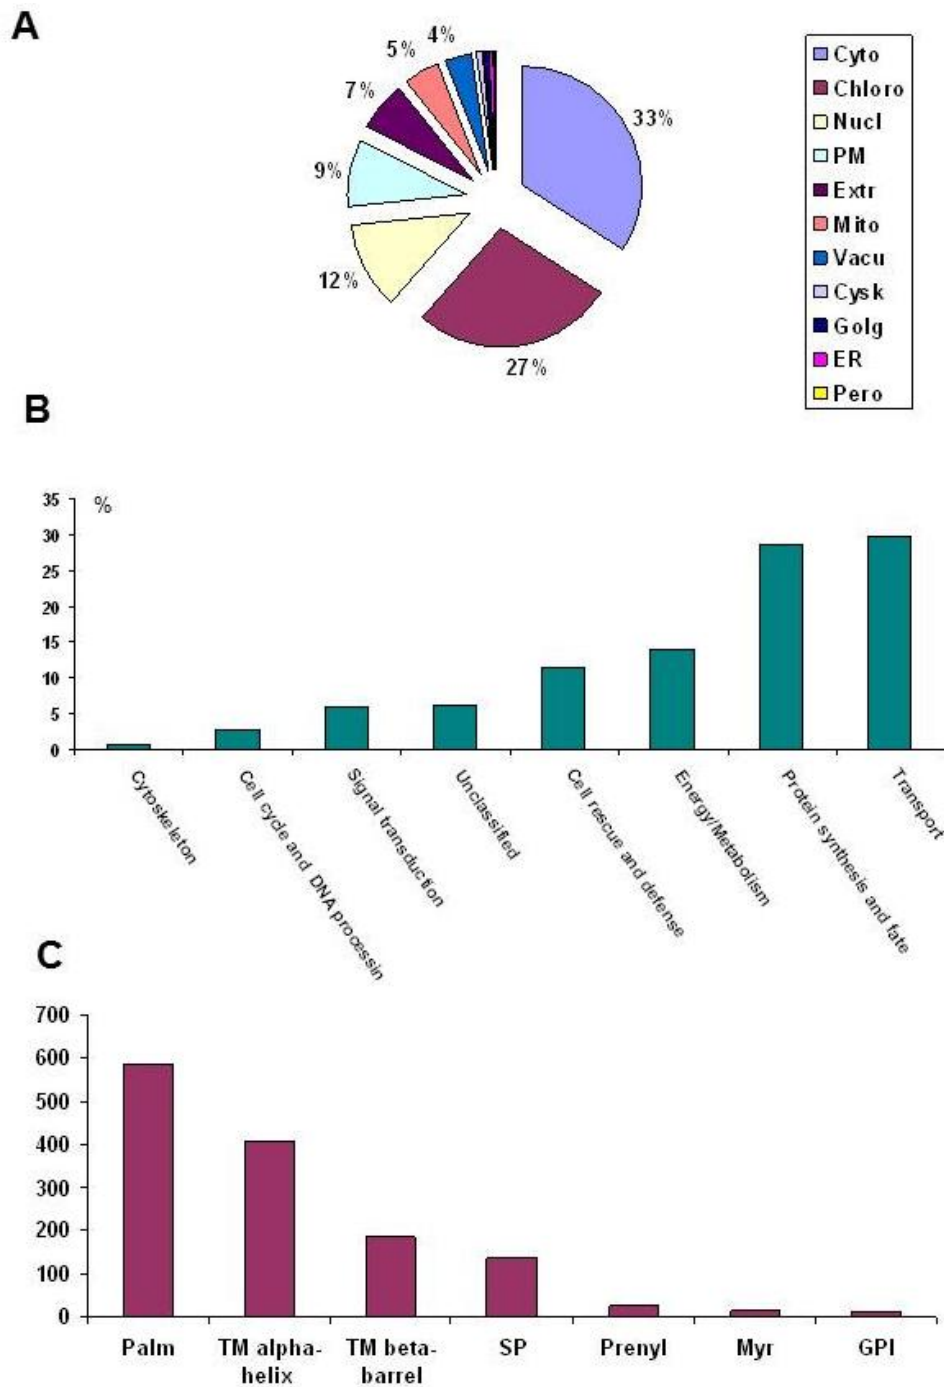 A
4%
5%
7%
9%
12%
27%
33%
Cyto
Chloro
Nucl
PM
Extr
Mito
Vacu
Cysk
Golg
ER
Pero
B
%
35
30
25
20
15
10
5
0
Cytoskeleton
Cell cycle and DNA processin
Signal transduction
Unclassified
Cell rescue and defense
Energy/Metabolism
Protein synthesis and fate
Transport
C
700
600
500
400
300
200
100
0
Palm
TM alpha-
helix
TM beta-
barrel
SP
Prenyl
Myr
GPI